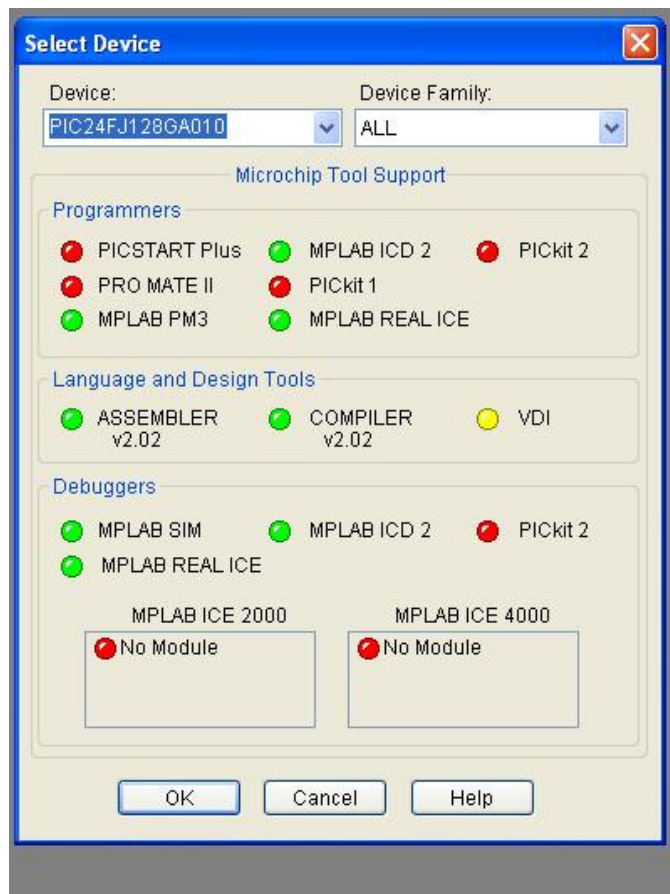 Select Device
Device: Device Family:
PIC24FJ128GA010 ALL
Microchip Tool Support
Programmers
PICSTART Plus MPLAB ICD 2 PICkit 2
PRO MATE II PICkit 1
MPLAB PM3 MPLAB REAL ICE
Language and Design Tools
ASSEMBLER COMPILER VDI
v2.02 v2.02
Debuggers
MPLAB SIM MPLAB ICD 2 PICkit 2
MPLAB REAL ICE
MPLAB ICE 2000 MPLAB ICE 4000
No Module No Module
OK Cancel Help